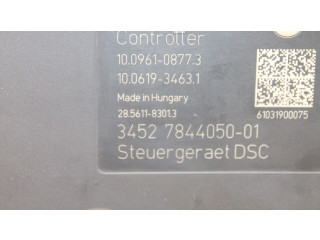 Controller
10.0961-0877.3
10.0619-3463.1
Made in Hungary
28.5611-8301.3
61031900075
3452 7844050-01
Steuergeraet DSC